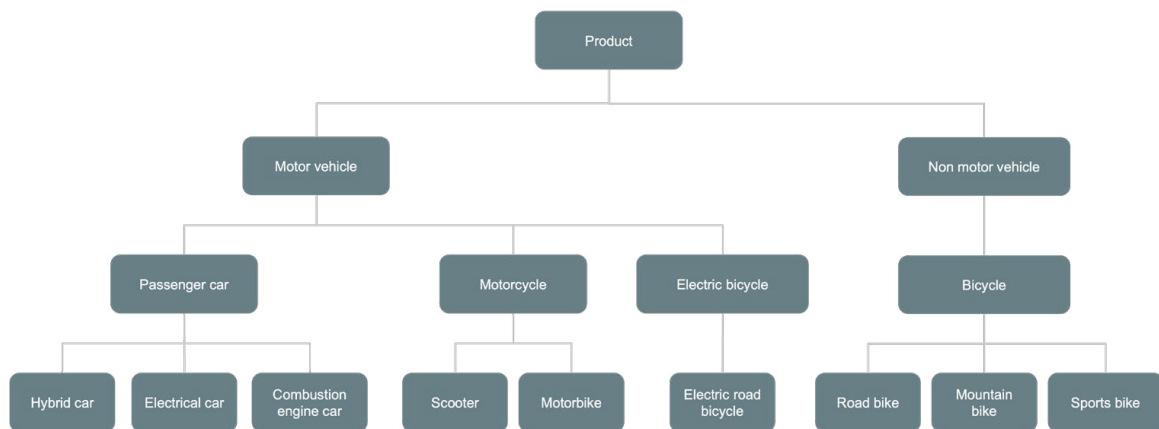 Product
Motor vehicle
Non motor vehicle
Passenger car
Motorcycle
Electric bicycle
Bicycle
Hybrid car
Electrical car
Combustion
engine car
Scooter
Motorbike
Electric road
bicycle
Road bike
Mountain
bike
Sports bike